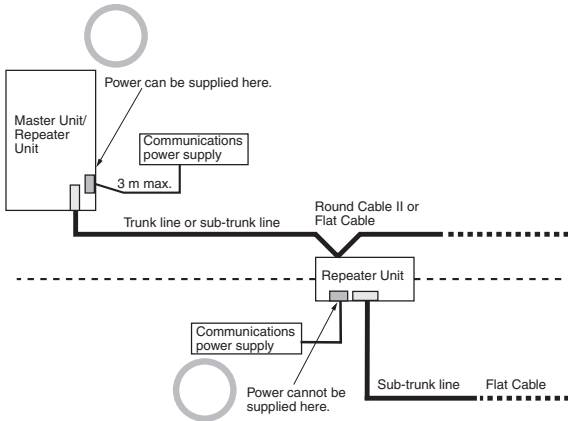 Power can be supplied here.
Master Unit/
Repeater
Unit
Communications
power supply
3 m max.
Round Cable II or
Flat Cable
Trunk line or sub-trunk line
Repeater Unit
Communications
power supply
Power cannot be
supplied here.
Sub-trunk line
Flat Cable